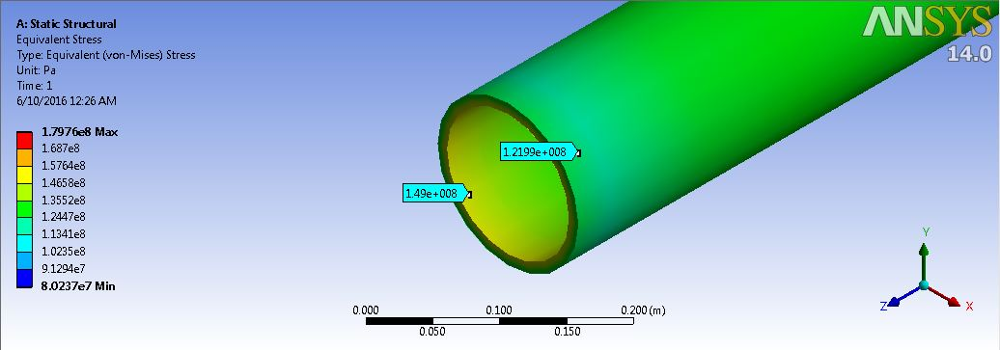 A: Static Structural
Equivalent Stress
Type: Equivalent (von-Mises) Stress
Unit: Pa
Time: 1
6/10/2016 12:26 AM
1.7976e8 Max
1.687e8
1.5764e8
1.4658e8
1.3552e8
1.2447e8
1.1341e8
1.0235e8
9.1294e7
8.0237e7 Min
ANSYS
14.0
1.2199e+008
1.49e+008
0.000 0.100 0.200 (m)
0.050 0.150
Y
Z X